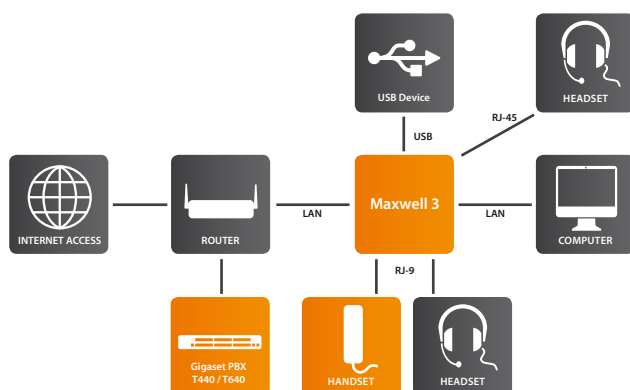 USB Device
HEADSET
RJ-45
USB
INTERNET ACCESS
ROUTER
LAN
Maxwell 3
LAN
COMPUTER
RJ-9
Gigaset PBX
T440 / T640
HANDSET
HEADSET